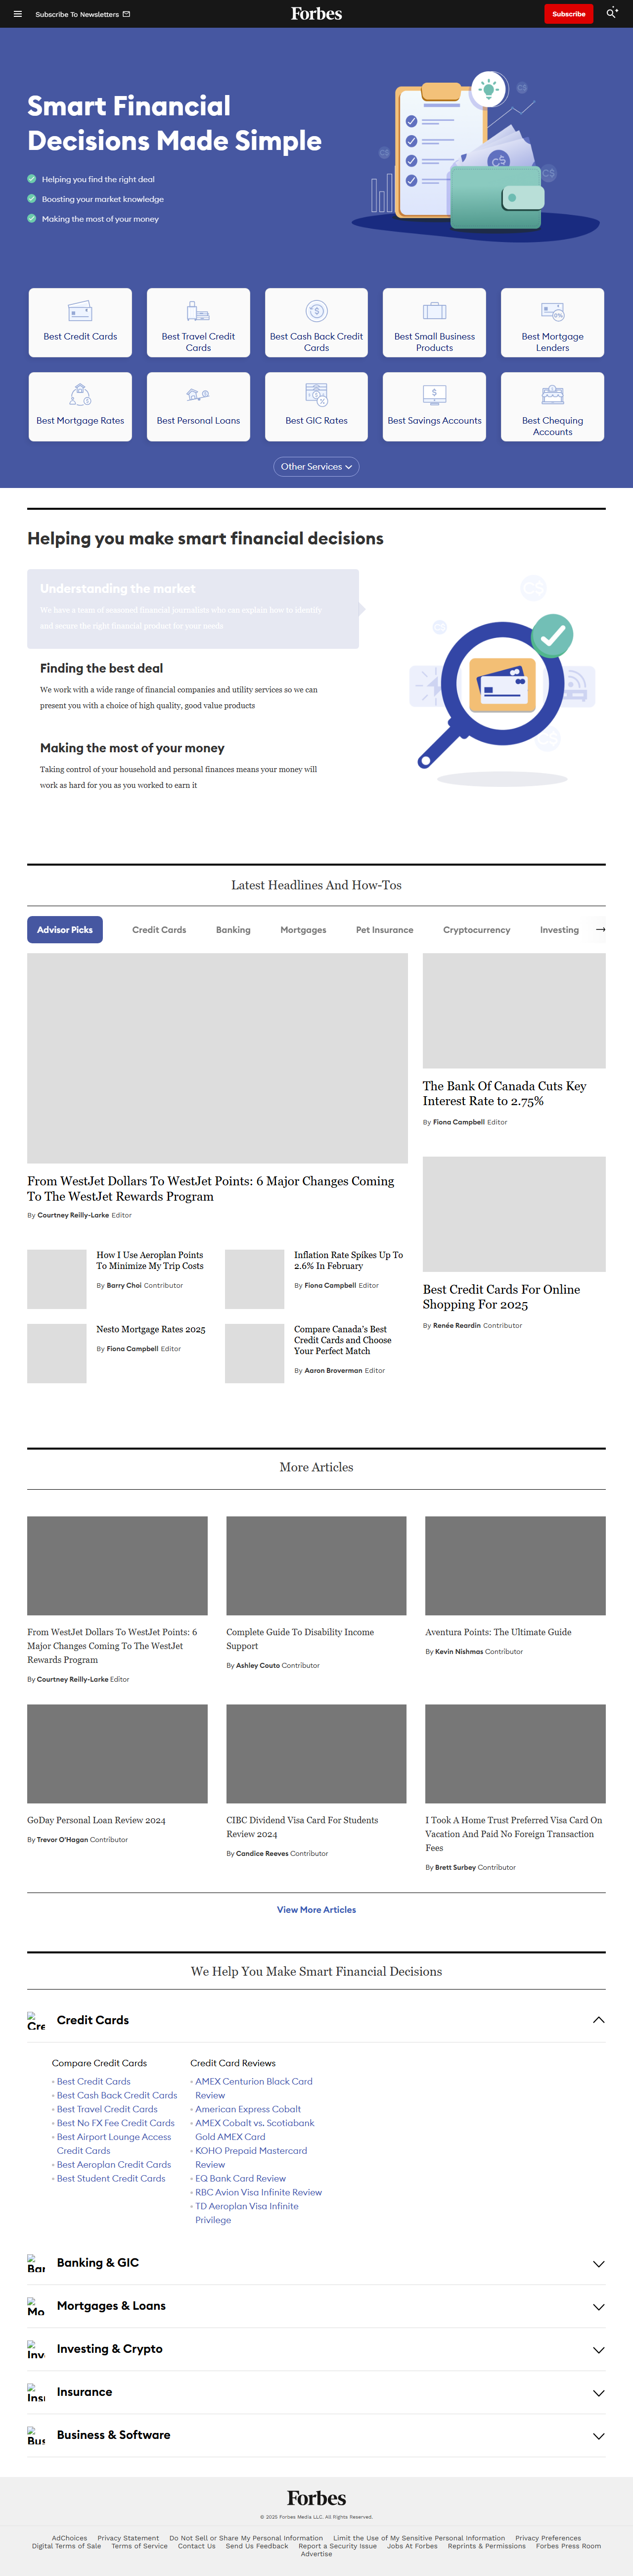 Subscribe To Newsletters
Forbes
Subscribe
Smart Financial
Decisions Made Simple
Helping you find the right deal
Boosting your market knowledge
Making the most of your money
C$
C$
C$
C$
Best Credit Cards
Best Travel Credit
Cards
Best Cash Back Credit
Cards
Best Small Business
Products
Best Mortgage
Lenders
Best Mortgage Rates
Best Personal Loans
Best GIC Rates
Best Savings Accounts
Best Chequing
Accounts
Other Services
Helping you make smart financial decisions
Understanding the market
We have a team of seasoned financial journalists who can explain how to identify
and secure the right financial product for your needs
C$
C$
C$
Finding the best deal
We work with a wide range of financial companies and utility services so we can
present you with a choice of high quality, good value products
Making the most of your money
Taking control of your household and personal finances means your money will
work as hard for you as you worked to earn it
Latest Headlines And How-Tos
Advisor Picks
Credit Cards
Banking
Mortgages
Pet Insurance
Cryptocurrency
Investing
From WestJet Dollars To WestJet Points: 6 Major Changes Coming
To The WestJet Rewards Program
By Courtney Reilly-Larke Editor
The Bank Of Canada Cuts Key
Interest Rate to 2.75%
By Fiona Campbell Editor
Best Credit Cards For Online
Shopping For 2025
By Renée Reardin Contributor
How I Use Aeroplan Points
To Minimize My Trip Costs
By Barry Choi Contributor
Inflation Rate Spikes Up To
2.6% In February
By Fiona Campbell Editor
Nesto Mortgage Rates 2025
By Fiona Campbell Editor
Compare Canada's Best
Credit Cards and Choose
Your Perfect Match
By Aaron Broverman Editor
More Articles
From WestJet Dollars To WestJet Points: 6
Major Changes Coming To The WestJet
Rewards Program
By Courtney Reilly-Larke Editor
Complete Guide To Disability Income
Support
By Ashley Couto Contributor
Aventura Points: The Ultimate Guide
By Kevin Nishmas Contributor
GoDay Personal Loan Review 2024
By Trevor O'Hagan Contributor
CIBC Dividend Visa Card For Students
Review 2024
By Candice Reeves Contributor
I Took A Home Trust Preferred Visa Card On
Vacation And Paid No Foreign Transaction
Fees
By Brett Surbey Contributor
View More Articles
We Help You Make Smart Financial Decisions
Cre
Credit Cards
Compare Credit Cards
Best Credit Cards
Best Cash Back Credit Cards
Best Travel Credit Cards
Best No FX Fee Credit Cards
Best Airport Lounge Access
Credit Cards
Best Aeroplan Credit Cards
Best Student Credit Cards
Credit Card Reviews
AMEX Centurion Black Card
Review
American Express Cobalt
AMEX Cobalt vs. Scotiabank
Gold AMEX Card
KOHO Prepaid Mastercard
Review
EQ Bank Card Review
RBC Avion Visa Infinite Review
TD Aeroplan Visa Infinite
Privilege
Bar
Banking & GIC
Mo
Mortgages & Loans
Inv
Investing & Crypto
Insu
Insurance
Bus
Business & Software
Forbes
© 2025 Forbes Media LLC. All Rights Reserved.
AdChoices Privacy Statement Do Not Sell or Share My Personal Information Limit the Use of My Sensitive Personal Information Privacy Preferences
Digital Terms of Sale Terms of Service Contact Us Send Us Feedback Report a Security Issue Jobs At Forbes Reprints & Permissions Forbes Press Room
Advertise